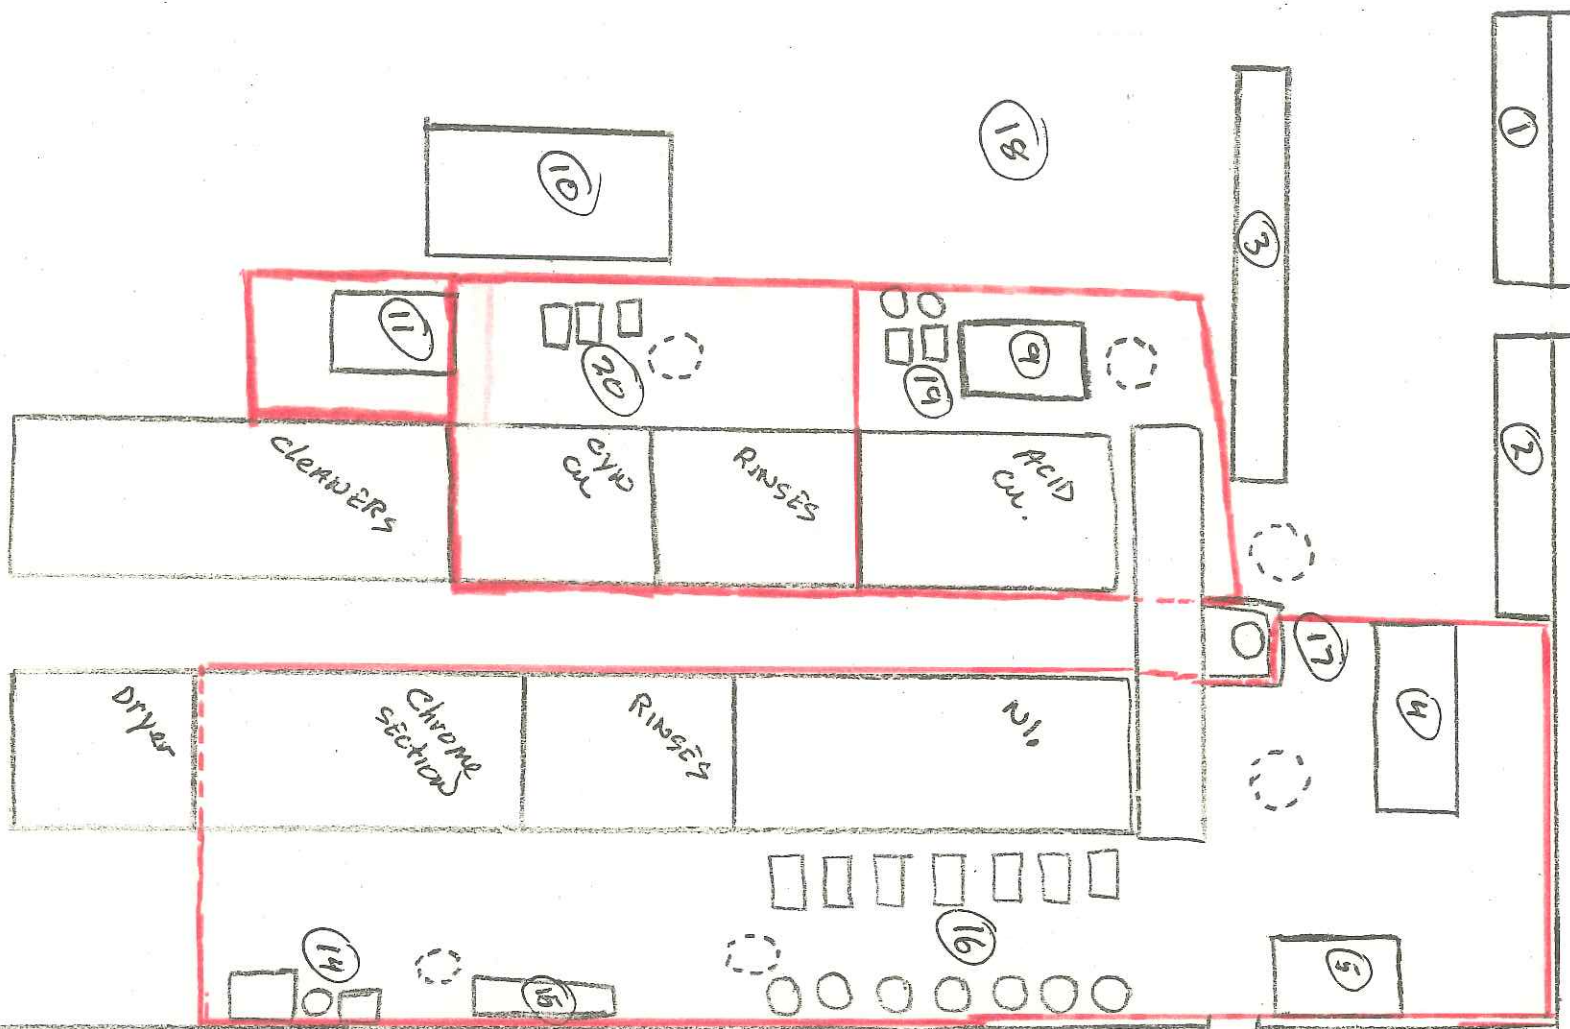 1
18
10
3
11
20
19
9
2
CLEANERS
CYN
CU
RINSES
ACID
CU.
17
4
Dryer
Chrome
SECTION
RINSES
Ni.
14
15
16
5